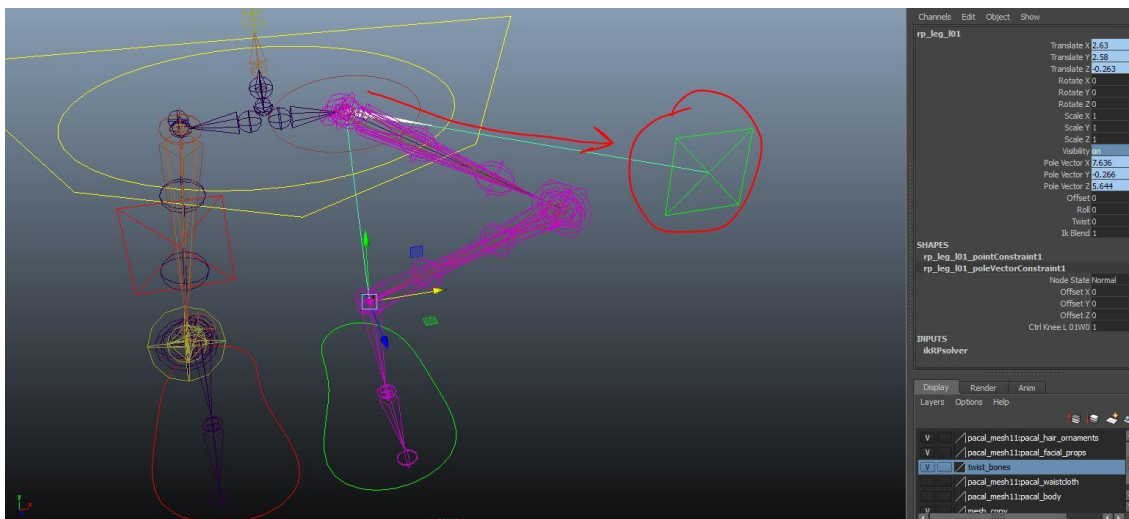 Channels Edit Object Show
rp_leg_l01
Translate X 2.63
Translate Y 2.58
Translate Z -0.263
Rotate X 0
Rotate Y 0
Rotate Z 0
Scale X 1
Scale Y 1
Scale Z 1
Visibility on
Pole Vector X 7.636
Pole Vector Y -0.266
Pole Vector Z 5.644
Offset 0
Roll 0
Twist 0
Ik Blend 1
SHAPES
rp_leg_l01_pointConstraint1
rp_leg_l01_poleVectorConstraint1
Node State Normal
Offset X 0
Offset Y 0
Offset Z 0
Ctrl Knee L 01W0 1
INPUTS
ikRPsolver
Display Render Anim
Layers Options Help
V pacal_mesh11:pacal_hair_ornaments
V pacal_mesh11:pacal_facial_props
V twist_bones
pacal_mesh11:pacal_waistcloth
pacal_mesh11:pacal_body
V mesh_copy
y
x